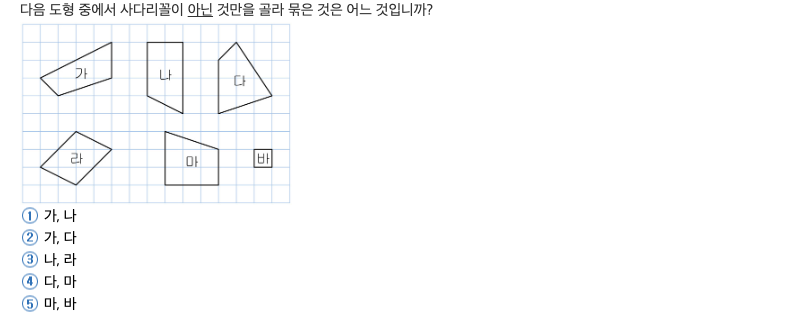 다음 도형 중에서 사다리꼴이 아닌 것만을 골라 묶은 것은 어느 것입니까?
가 나 다
라 마 바
① 가, 나
② 가, 다
③ 나, 라
④ 다, 마
⑤ 마, 바